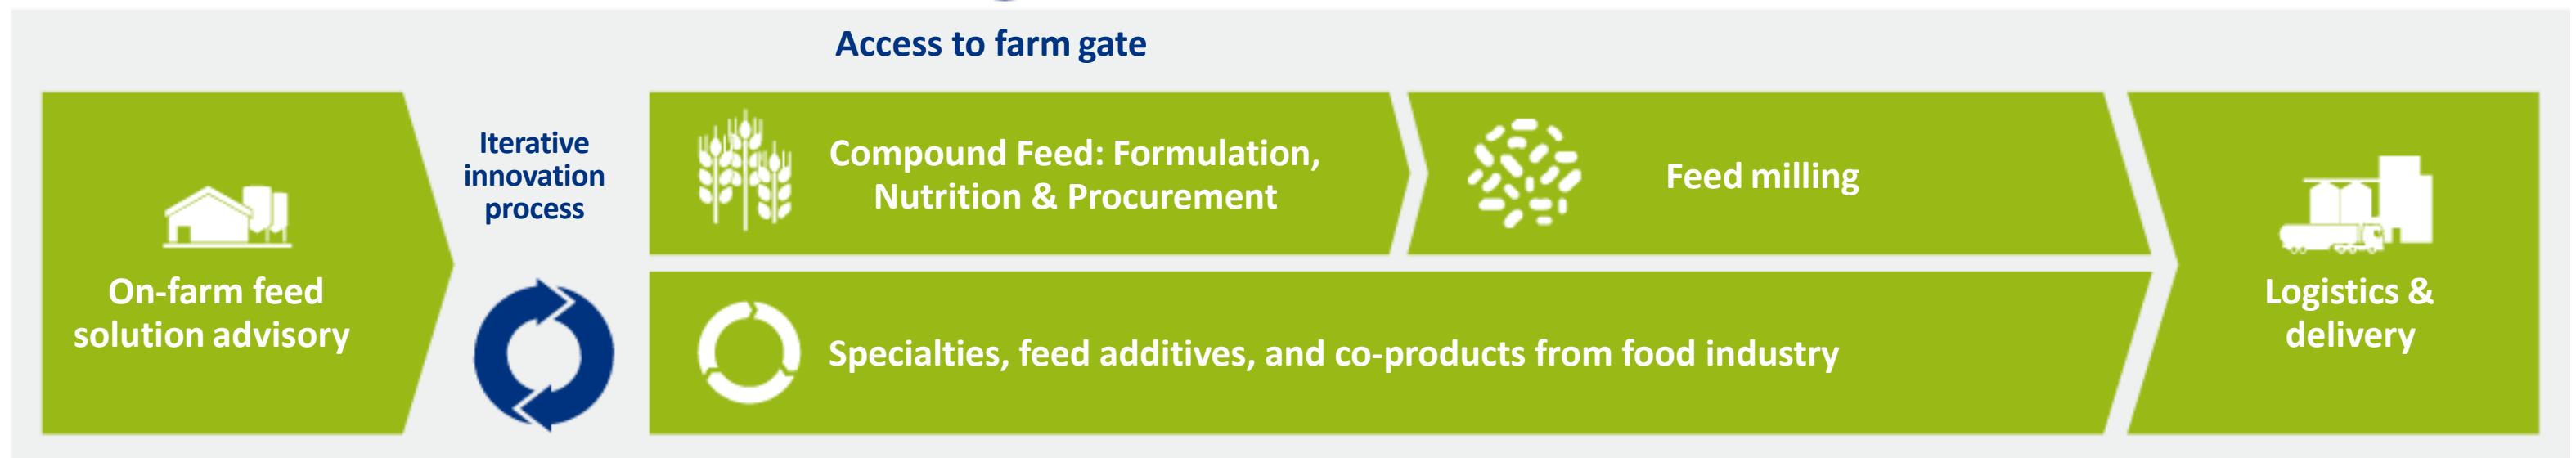 Access to farm gate
On-farm feed
solution advisory
Iterative
innovation
process
Compound Feed: Formulation,
Nutrition & Procurement
Feed milling
Specialties, feed additives, and co-products from food industry
Logistics &
delivery